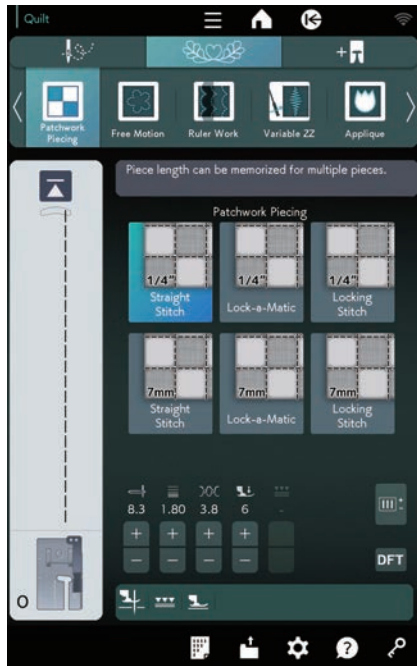 Quilt
Patchwork
Piecing
Free Motion
Ruler Work
Variable ZZ
Applique
Piece length can be memorized for multiple pieces.
Patchwork Piecing
1/4"
Straight
Stitch
1/4"
Lock-a-Matic
1/4"
Locking
Stitch
7mm
Straight
Stitch
7mm
Lock-a-Matic
7mm
Locking
Stitch
8.3 1.80 3.8 6 -
+ + + +
- - - -
DFT
O